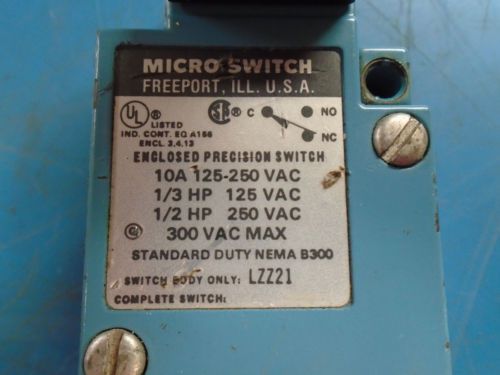 MICRO SWITCH
FREEPORT, ILL. U.S.A.
UL LISTED
IND. CONT. EQ A156
ENCL. 3,4,13
C NO
NC
ENCLOSED PRECISION SWITCH
10A 125-250 VAC
1/3 HP 125 VAC
1/2 HP 250 VAC
300 VAC MAX
STANDARD DUTY NEMA B300
SWITCH BODY ONLY: LZZ21
COMPLETE SWITCH: